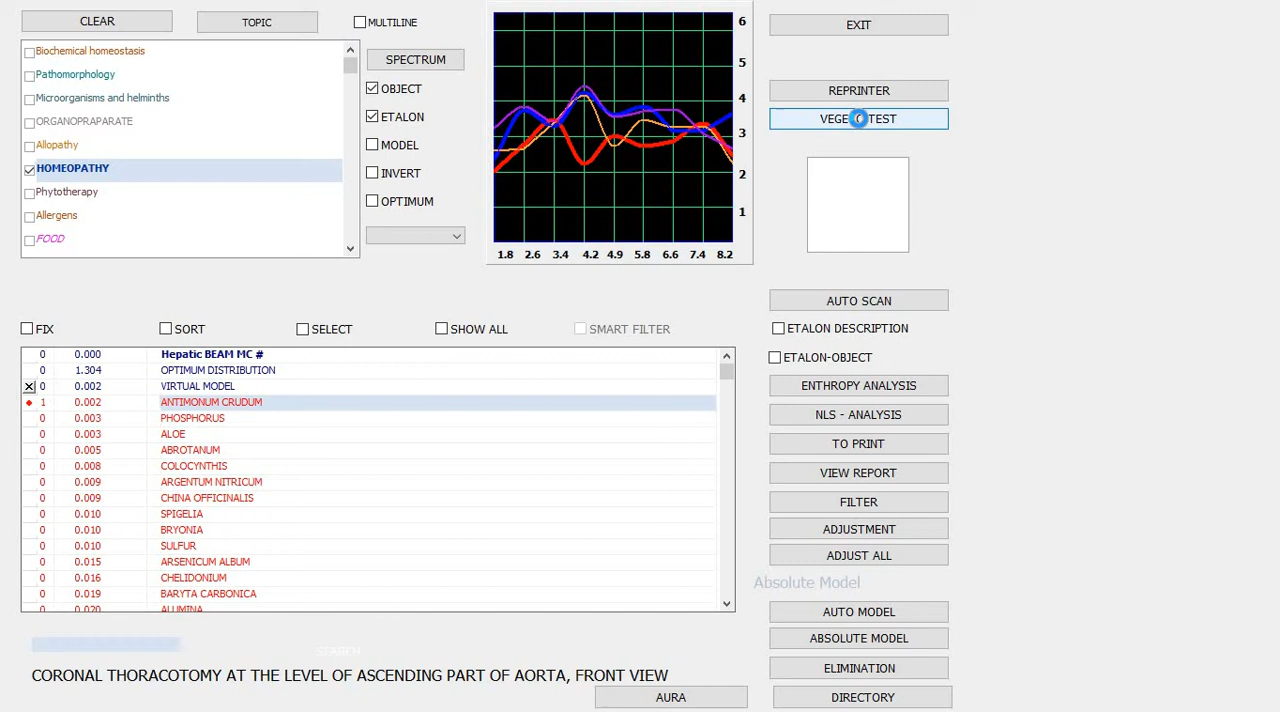 CLEAR
TOPIC
MULTILINE
Biochemical homeostasis
Pathomorphology
Microorganisms and helminths
ORGANOPRAPARATE
Allopathy
HOMEOPATHY
Phytotherapy
Allergens
FOOD
SPECTRUM
OBJECT
ETALON
MODEL
INVERT
OPTIMUM
6
5
4
3
2
1
1.8 2.6 3.4 4.2 4.9 5.8 6.6 7.4 8.2
EXIT
REPRINTER
AUTO SCAN
ETALON DESCRIPTION
ETALON-OBJECT
ENTHROPY ANALYSIS
NLS - ANALYSIS
TO PRINT
VIEW REPORT
FILTER
ADJUSTMENT
ADJUST ALL
Absolute Model
AUTO MODEL
ABSOLUTE MODEL
ELIMINATION
DIRECTORY
FIX SORT SELECT SHOW ALL SMART FILTER
0 0.000 Hepatic BEAM MC #
0 1.304 OPTIMUM DISTRIBUTION
0 0.002 VIRTUAL MODEL
1 0.002 ANTIMONUM CRUDUM
0 0.003 PHOSPHORUS
0 0.003 ALOE
0 0.005 ABROTANUM
0 0.008 COLOCYNTHIS
0 0.009 ARGENTUM NITRICUM
0 0.009 CHINA OFFICINALIS
0 0.010 SPIGELIA
0 0.010 BRYONIA
0 0.010 SULFUR
0 0.015 ARSENICUM ALBUM
0 0.016 CHELIDONIUM
0 0.019 BARYTA CARBONICA
0 0.020 ALUMINA
CORONAL THORACOTOMY AT THE LEVEL OF ASCENDING PART OF AORTA, FRONT VIEW
AURA